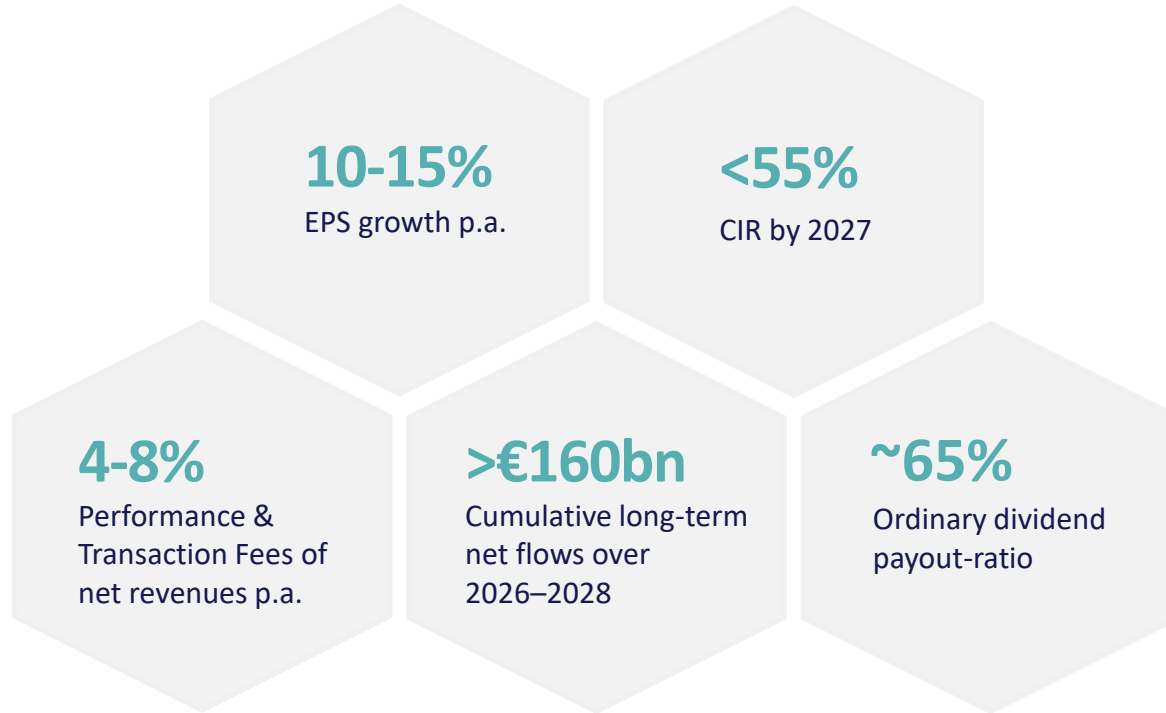 10-15%
EPS growth p.a.
<55%
CIR by 2027
4-8%
Performance &
Transaction Fees of
net revenues p.a.
>€160bn
Cumulative long-term
net flows over
2026–2028
~65%
Ordinary dividend
payout-ratio